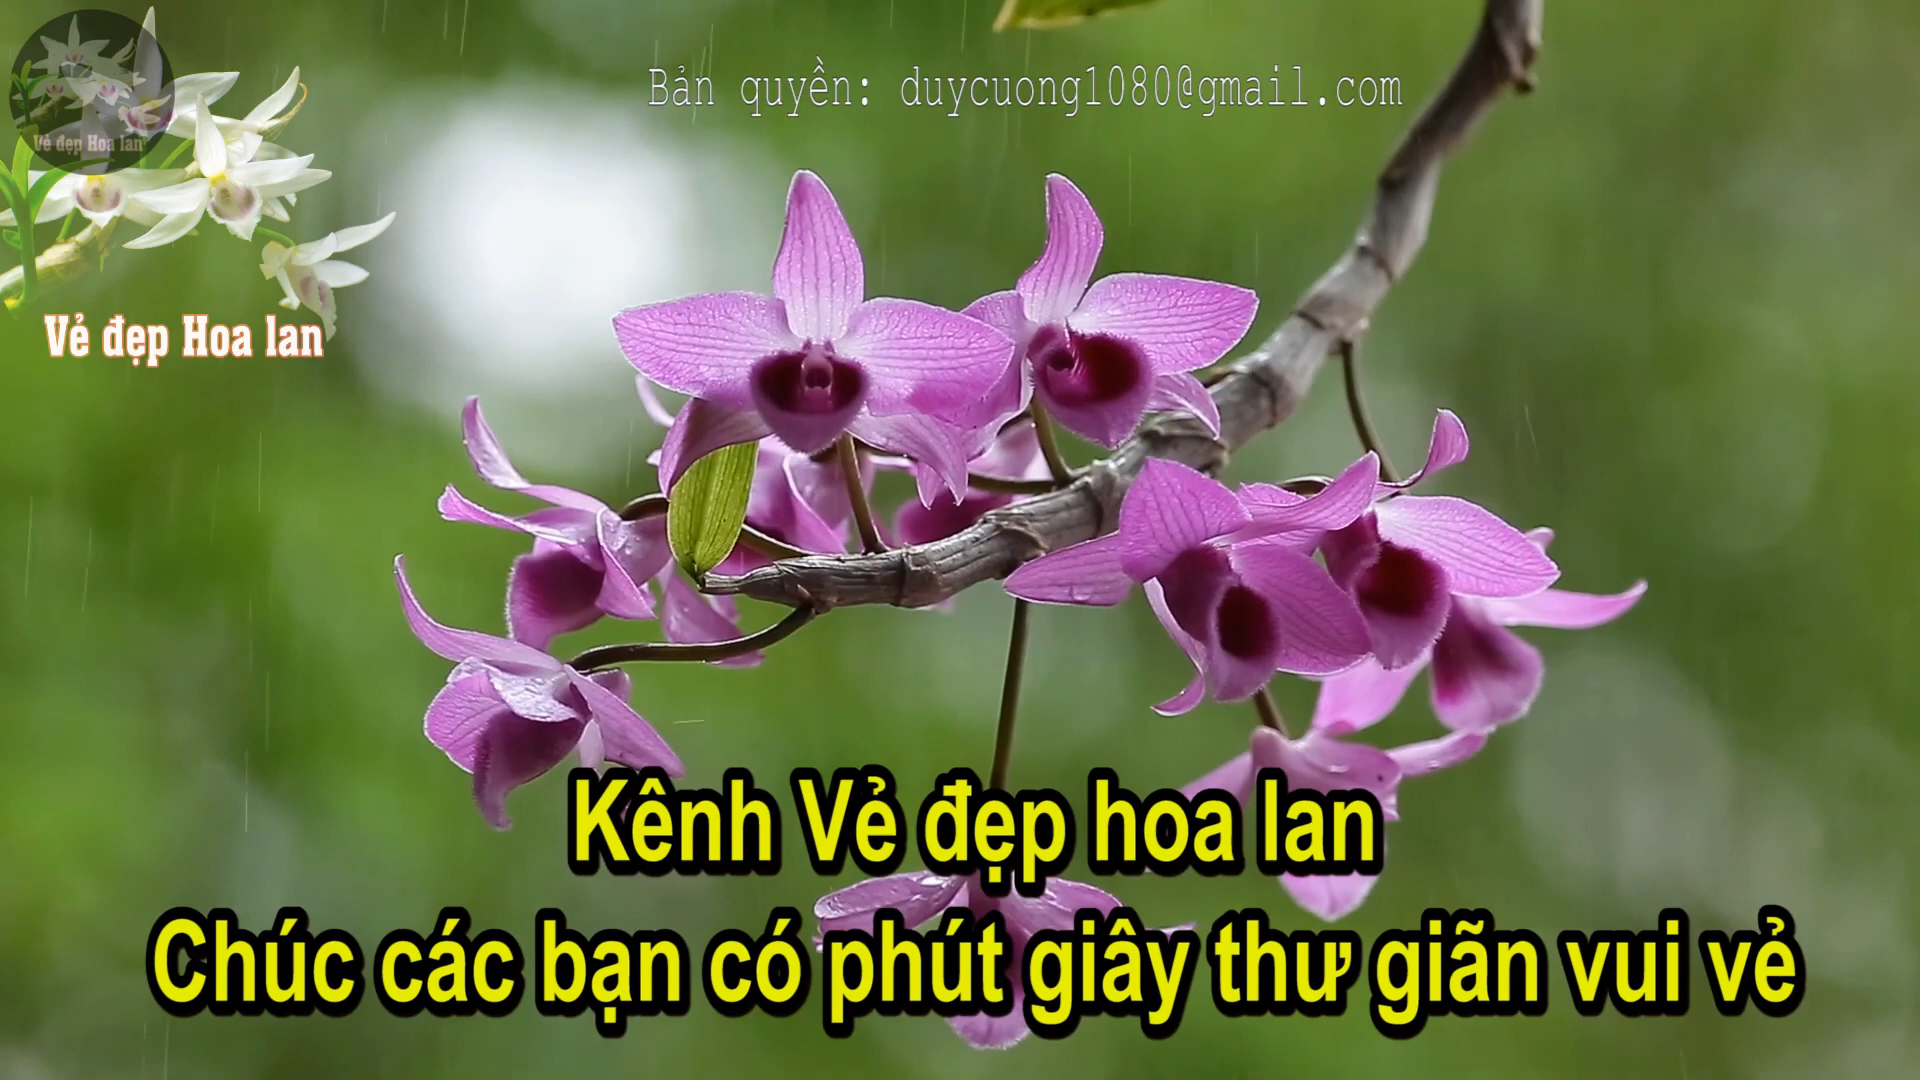 Vẻ đẹp Hoa lan
Bản quyền: duycuong1080@gmail.com
Vẻ đẹp Hoa lan
Kênh Vẻ đẹp hoa lan
Chúc các bạn có phút giây thư giãn vui vẻ